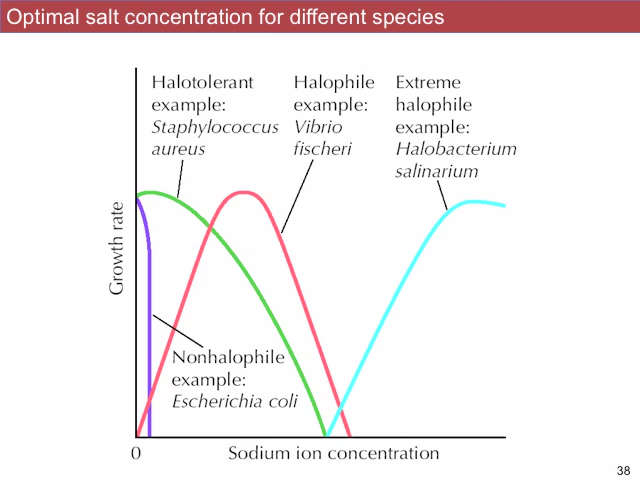 Optimal salt concentration for different species
Halotolerant
example:
Staphylococcus
aureus
Halophile
example:
Vibrio
fischeri
Extreme
halophile
example:
Halobacterium
salinarium
Growth rate
Nonhalophile
example:
Escherichia coli
0
Sodium ion concentration
38